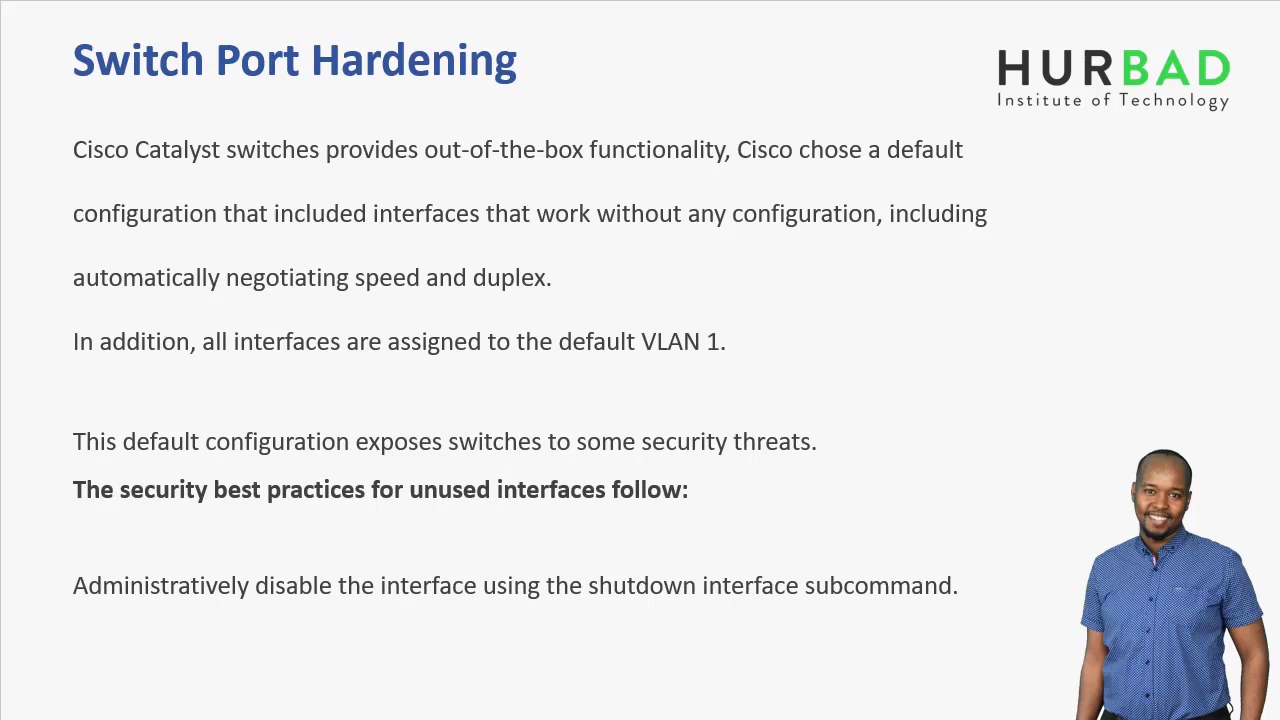 Switch Port Hardening
HURBAD
Institute of Technology
Cisco Catalyst switches provides out-of-the-box functionality, Cisco chose a default
configuration that included interfaces that work without any configuration, including
automatically negotiating speed and duplex.
In addition, all interfaces are assigned to the default VLAN 1.
This default configuration exposes switches to some security threats.
The security best practices for unused interfaces follow:
Administratively disable the interface using the shutdown interface subcommand.